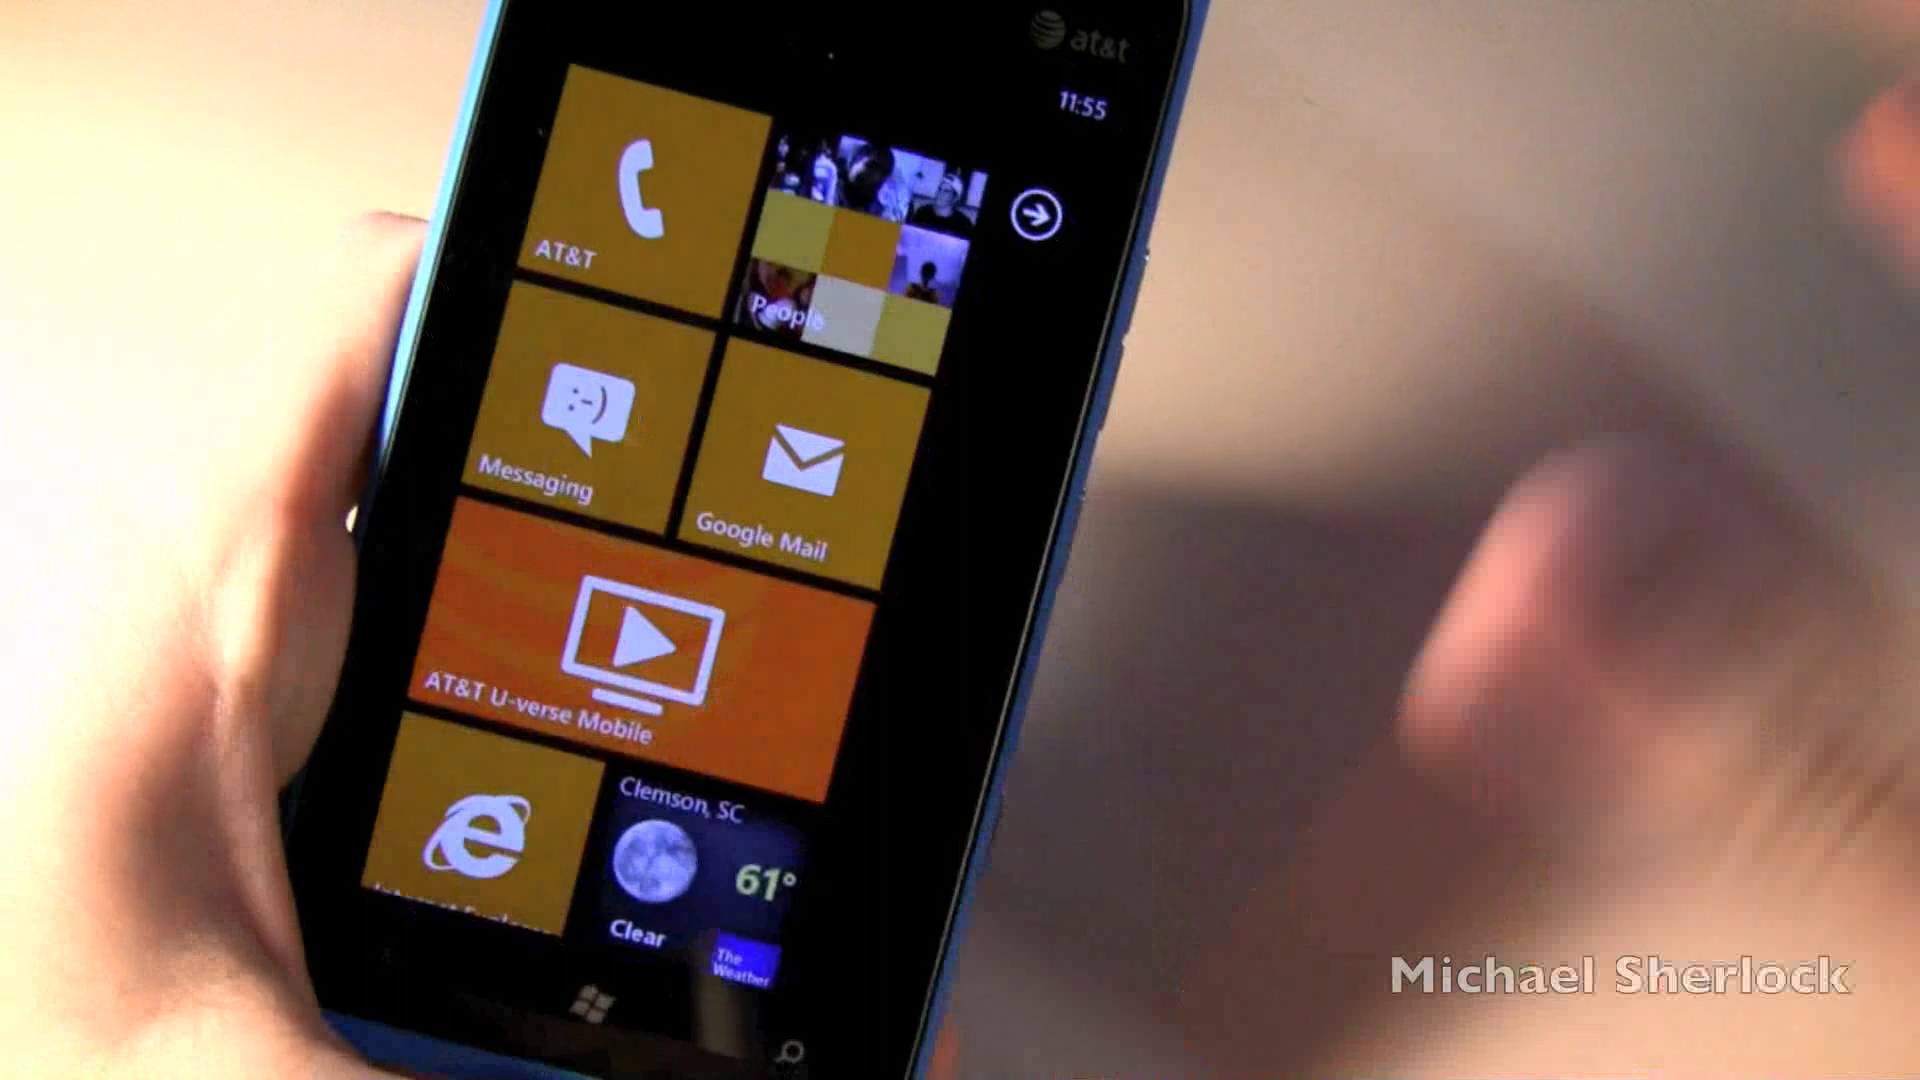 at&t
11:55
AT&T
People
:-)
Messaging
Google Mail
AT&T U-verse Mobile
Clemson, SC
61°
Clear
The
Weather
Michael Sherlock